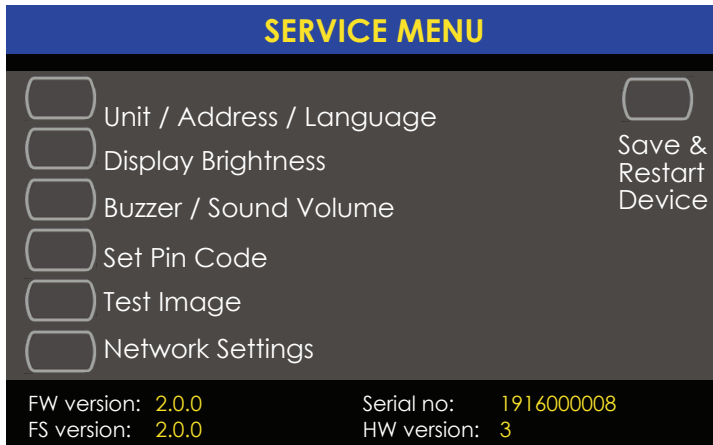 SERVICE MENU
Unit / Address / Language
Display Brightness
Buzzer / Sound Volume
Set Pin Code
Test Image
Network Settings
Save &
Restart
Device
FW version: 2.0.0
FS version: 2.0.0
Serial no: 1916000008
HW version: 3